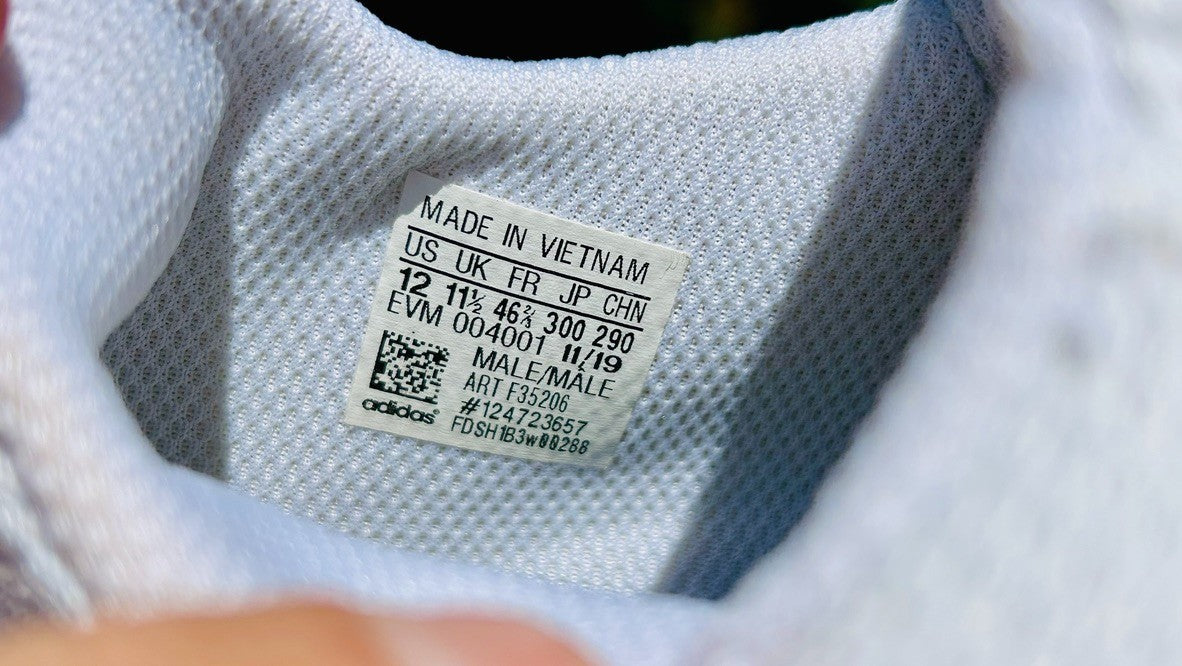 MADE IN VIETNAM
US UK FR JP CHN
12 11½ 46⅔ 300 290
EVM 004001 11/19
MALE/MÂLE
ART F35206
#124723657
FDSH1B3w00288
adidas®